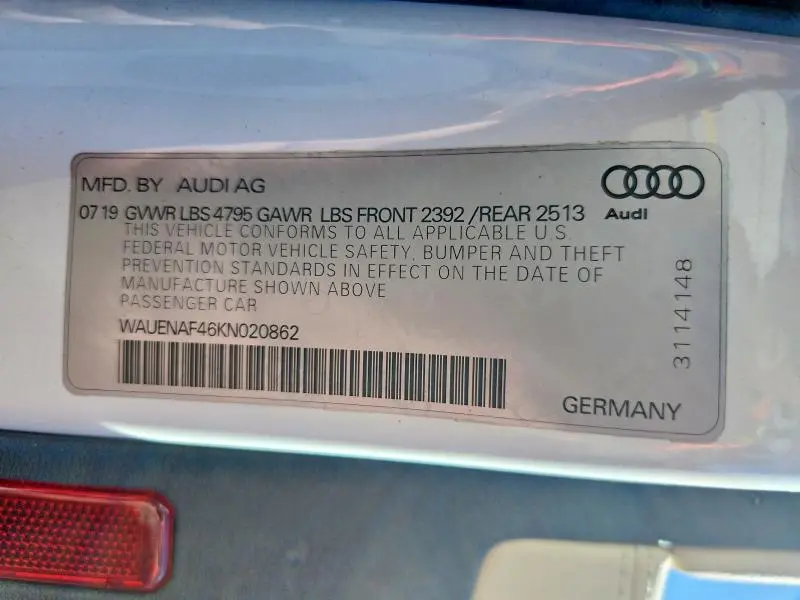 MFD. BY AUDI AG
07 19 GVWR LBS 4795 GAWR LBS FRONT 2392 /REAR 2513
Audi
THIS VEHICLE CONFORMS TO ALL APPLICABLE U.S.
FEDERAL MOTOR VEHICLE SAFETY, BUMPER AND THEFT
PREVENTION STANDARDS IN EFFECT ON THE DATE OF
MANUFACTURE SHOWN ABOVE
PASSENGER CAR
WAUENAF46KN020862
GERMANY
3114148